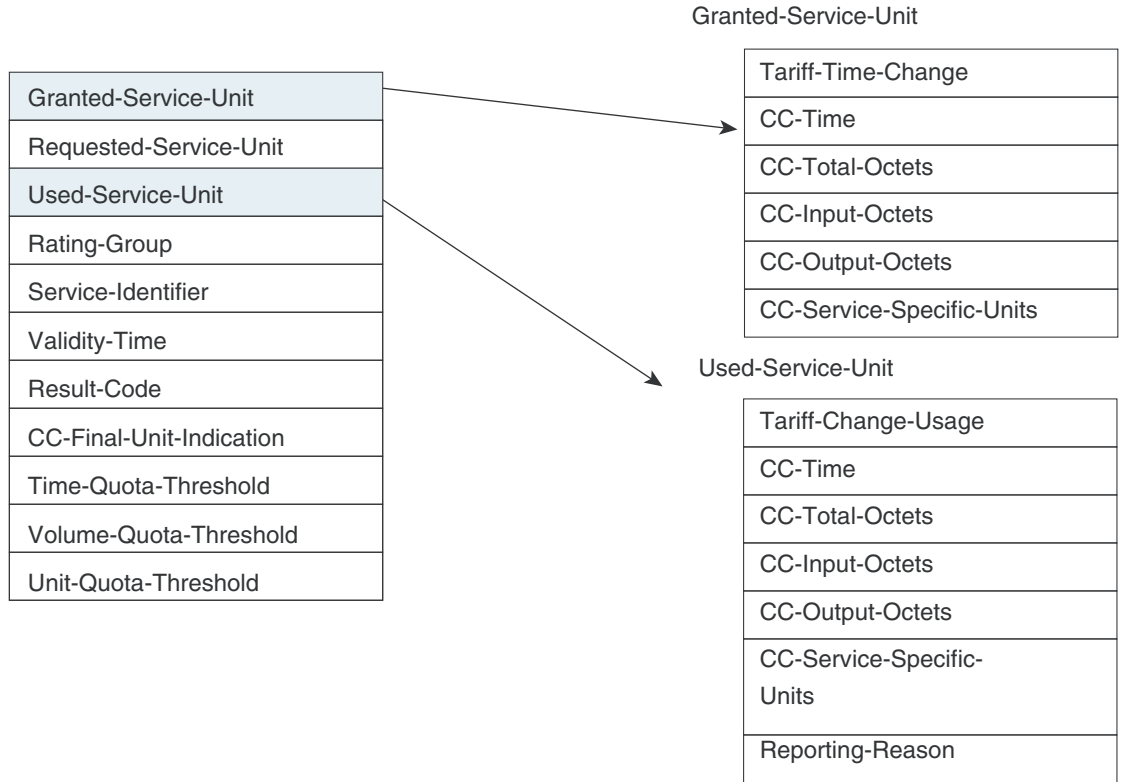 Granted-Service-Unit
Requested-Service-Unit
Used-Service-Unit
Rating-Group
Service-Identifier
Validity-Time
Result-Code
CC-Final-Unit-Indication
Time-Quota-Threshold
Volume-Quota-Threshold
Unit-Quota-Threshold
Granted-Service-Unit
Tariff-Time-Change
CC-Time
CC-Total-Octets
CC-Input-Octets
CC-Output-Octets
CC-Service-Specific-Units
Used-Service-Unit
Tariff-Change-Usage
CC-Time
CC-Total-Octets
CC-Input-Octets
CC-Output-Octets
CC-Service-Specific-
Units
Reporting-Reason